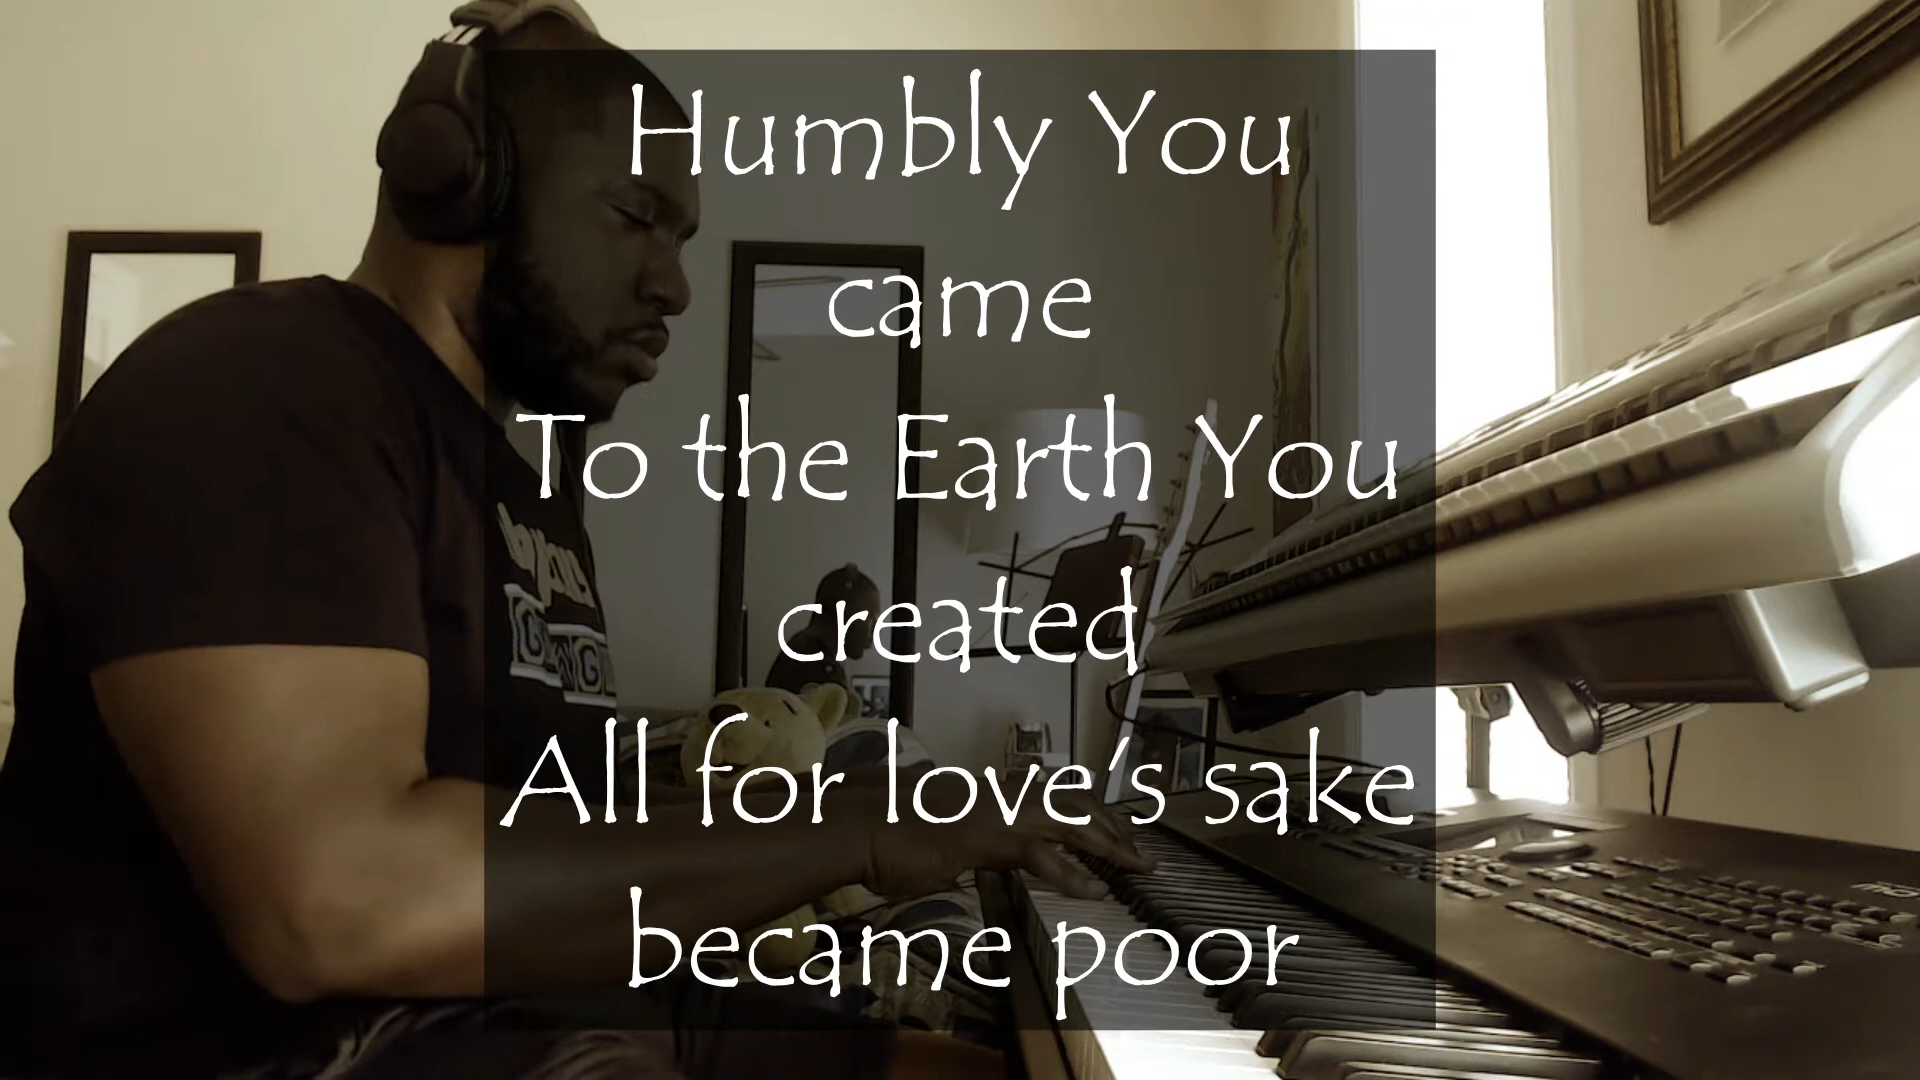 Humbly You
came
To the Earth You
created
All for love's sake
became poor